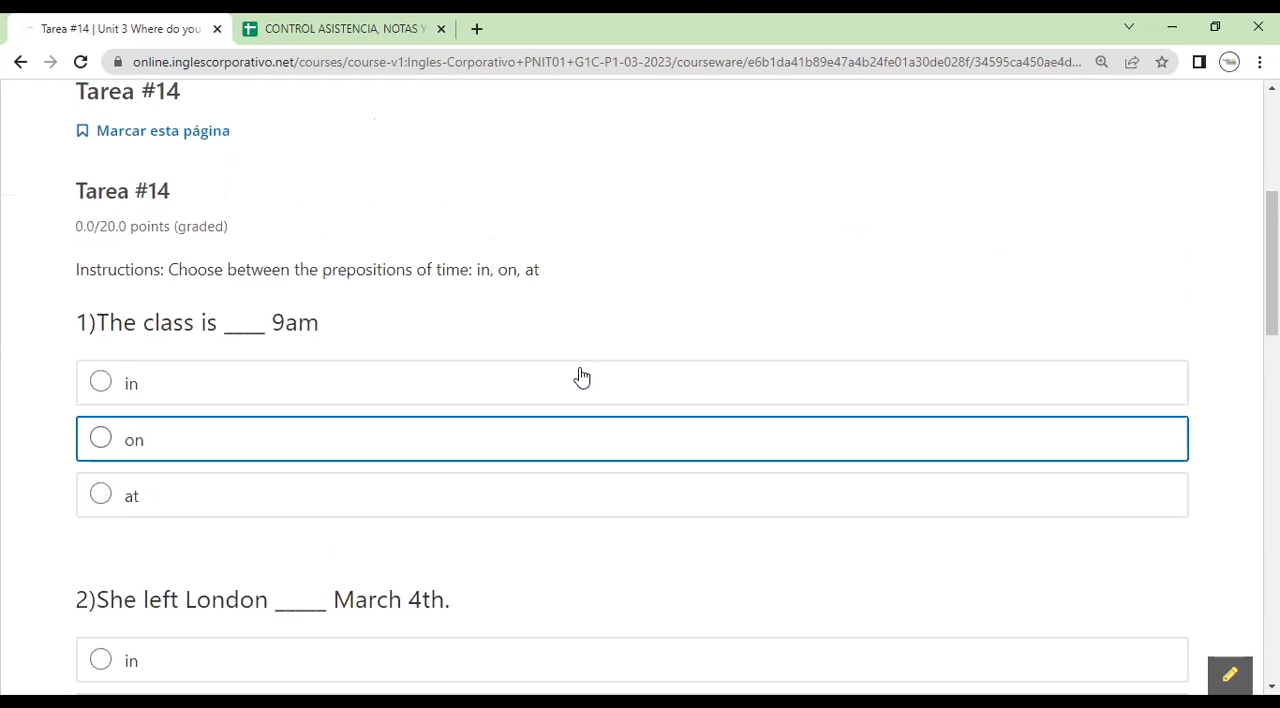 Tarea #14 | Unit 3 Where do you
CONTROL ASISTENCIA, NOTAS Y
online.inglescorporativo.net/courses/course-v1:Ingles-Corporativo+PNIT01+G1C-P1-03-2023/courseware/e6b1da41b89e47a4b24fe01a30de028f/34595ca450ae4d...
Tarea #14
Marcar esta página
Tarea #14
0.0/20.0 points (graded)
Instructions: Choose between the prepositions of time: in, on, at
1)The class is ____ 9am
in
on
at
2)She left London _____ March 4th.
in